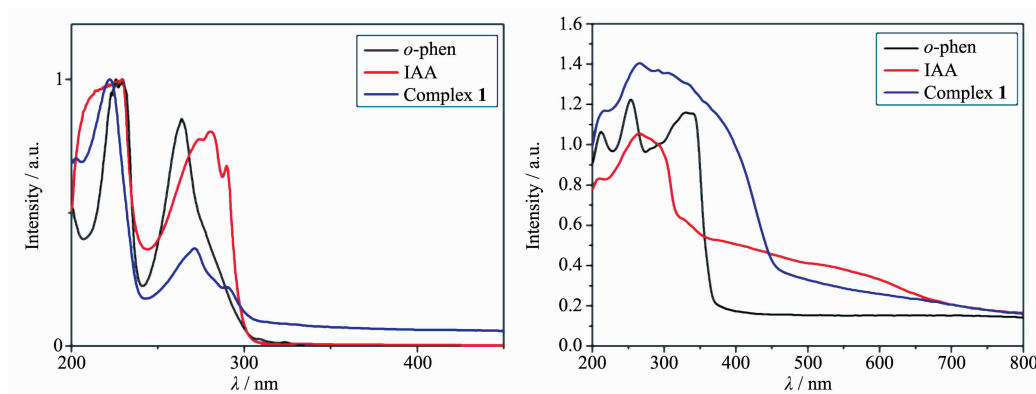 o-phen
IAA
Complex 1
Intensity / a.u.
1
0
200
300
400
λ / nm
o-phen
IAA
Complex 1
Intensity / a.u.
1.6
1.4
1.2
1.0
0.8
0.6
0.4
0.2
0.0
200
300
400
500
600
700
800
λ / nm